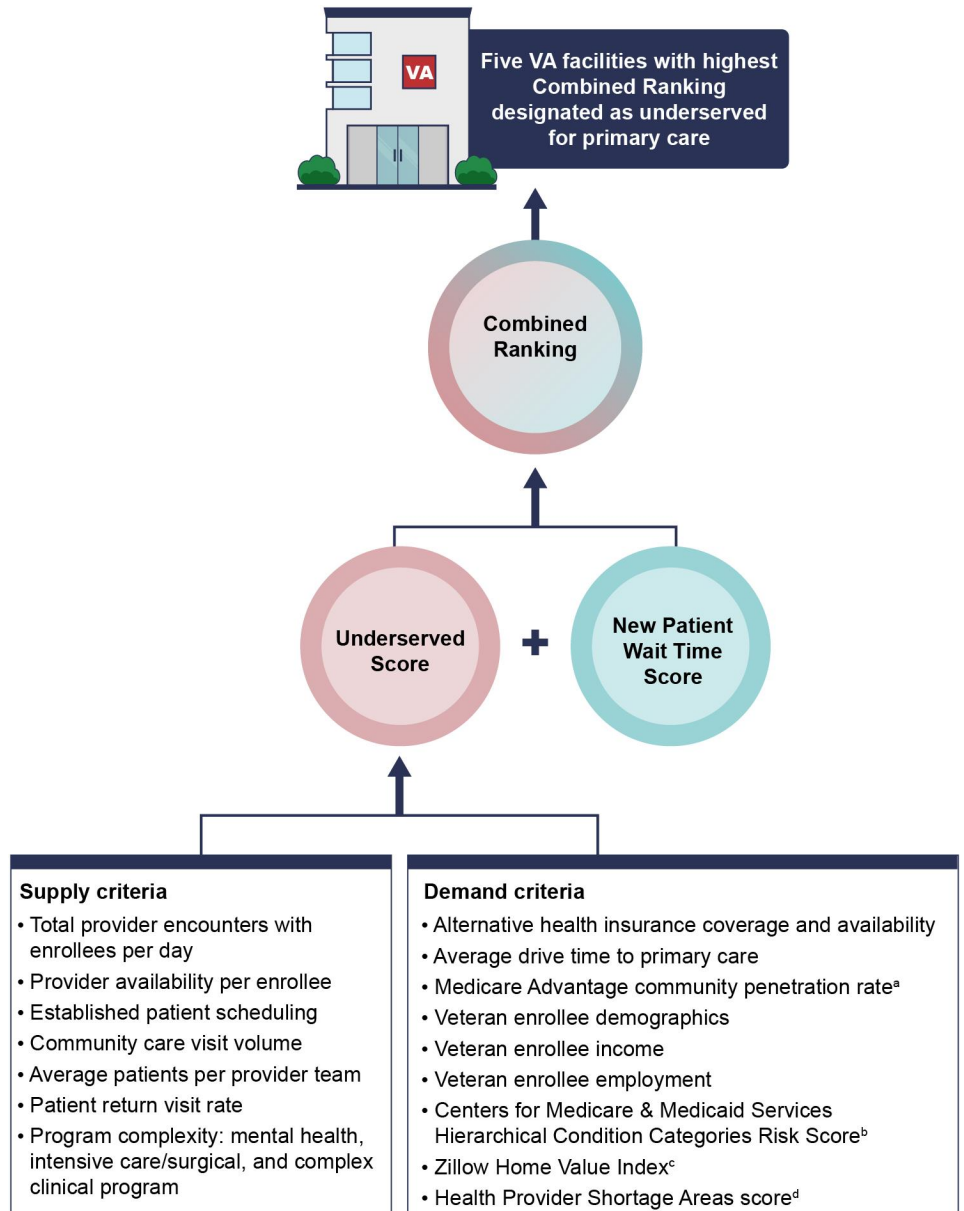 VA
Five VA facilities with highest
Combined Ranking
designated as underserved
for primary care
Combined
Ranking
Underserved
Score
New Patient
Wait Time
Score
Supply criteria
• Total provider encounters with
enrollees per day
• Provider availability per enrollee
• Established patient scheduling
• Community care visit volume
• Average patients per provider team
• Patient return visit rate
• Program complexity: mental health,
intensive care/surgical, and complex
clinical program
Demand criteria
• Alternative health insurance coverage and availability
• Average drive time to primary care
• Medicare Advantage community penetration rateᵃ
• Veteran enrollee demographics
• Veteran enrollee income
• Veteran enrollee employment
• Centers for Medicare & Medicaid Services
Hierarchical Condition Categories Risk Scoreᵇ
• Zillow Home Value Indexᶜ
• Health Provider Shortage Areas scoreᵈ